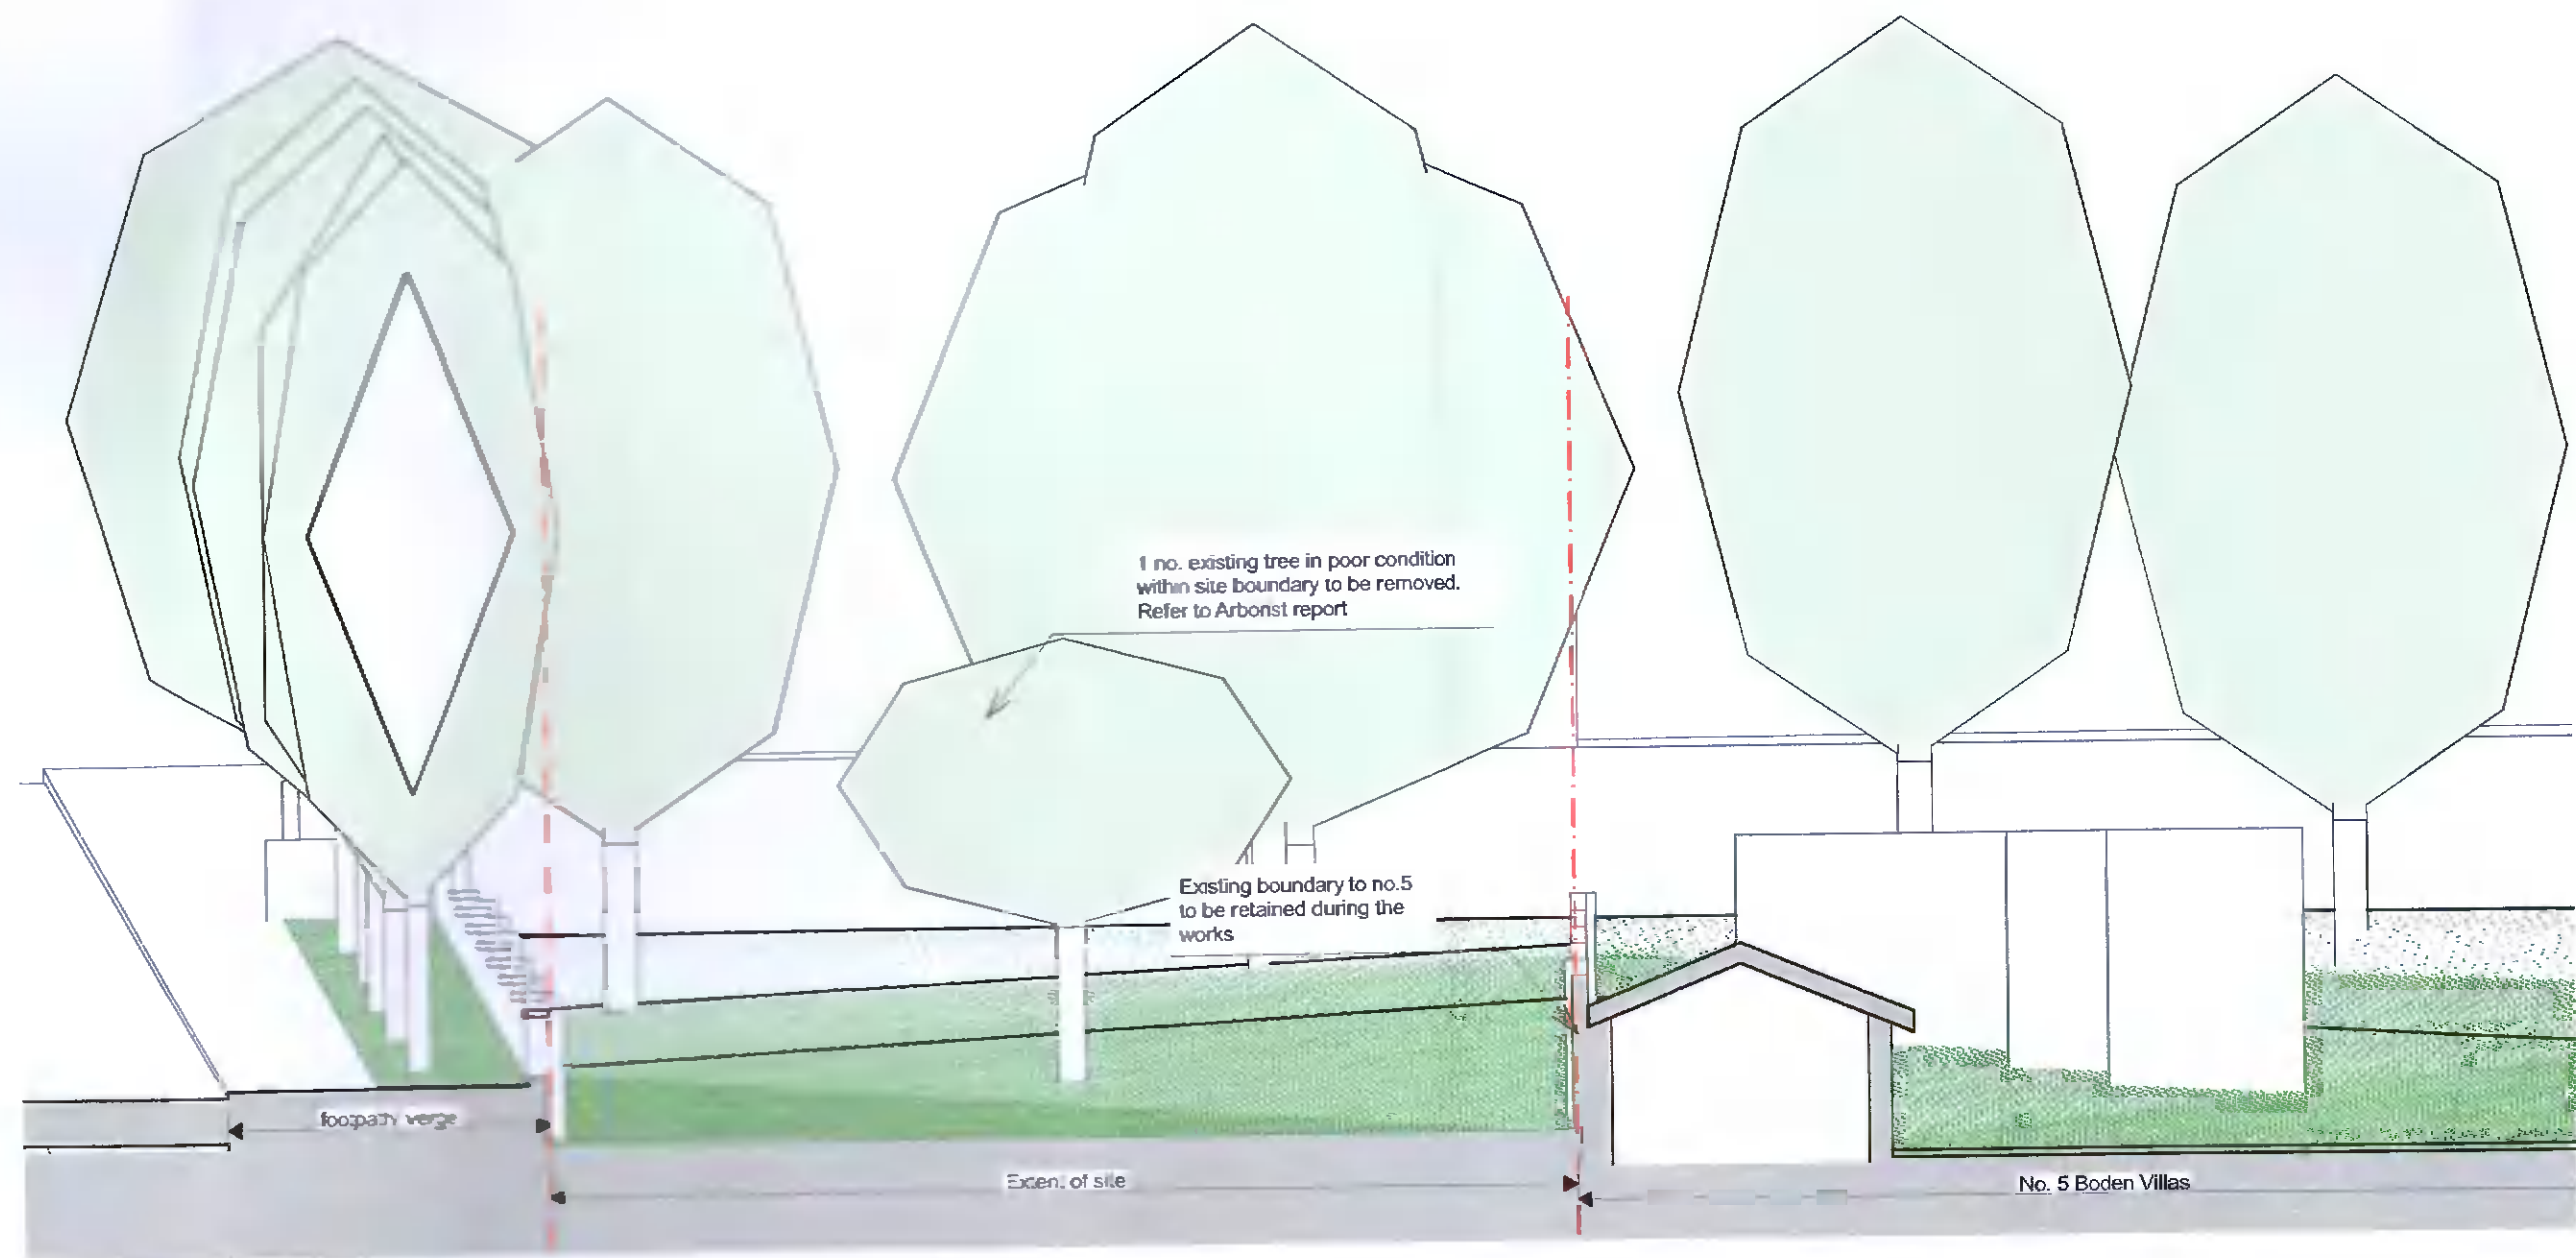 1 no. existing tree in poor condition
within site boundary to be removed.
Refer to Arborist report
Existing boundary to no.5
to be retained during the
works
footpath verge
Extent of site
No. 5 Boden Villas